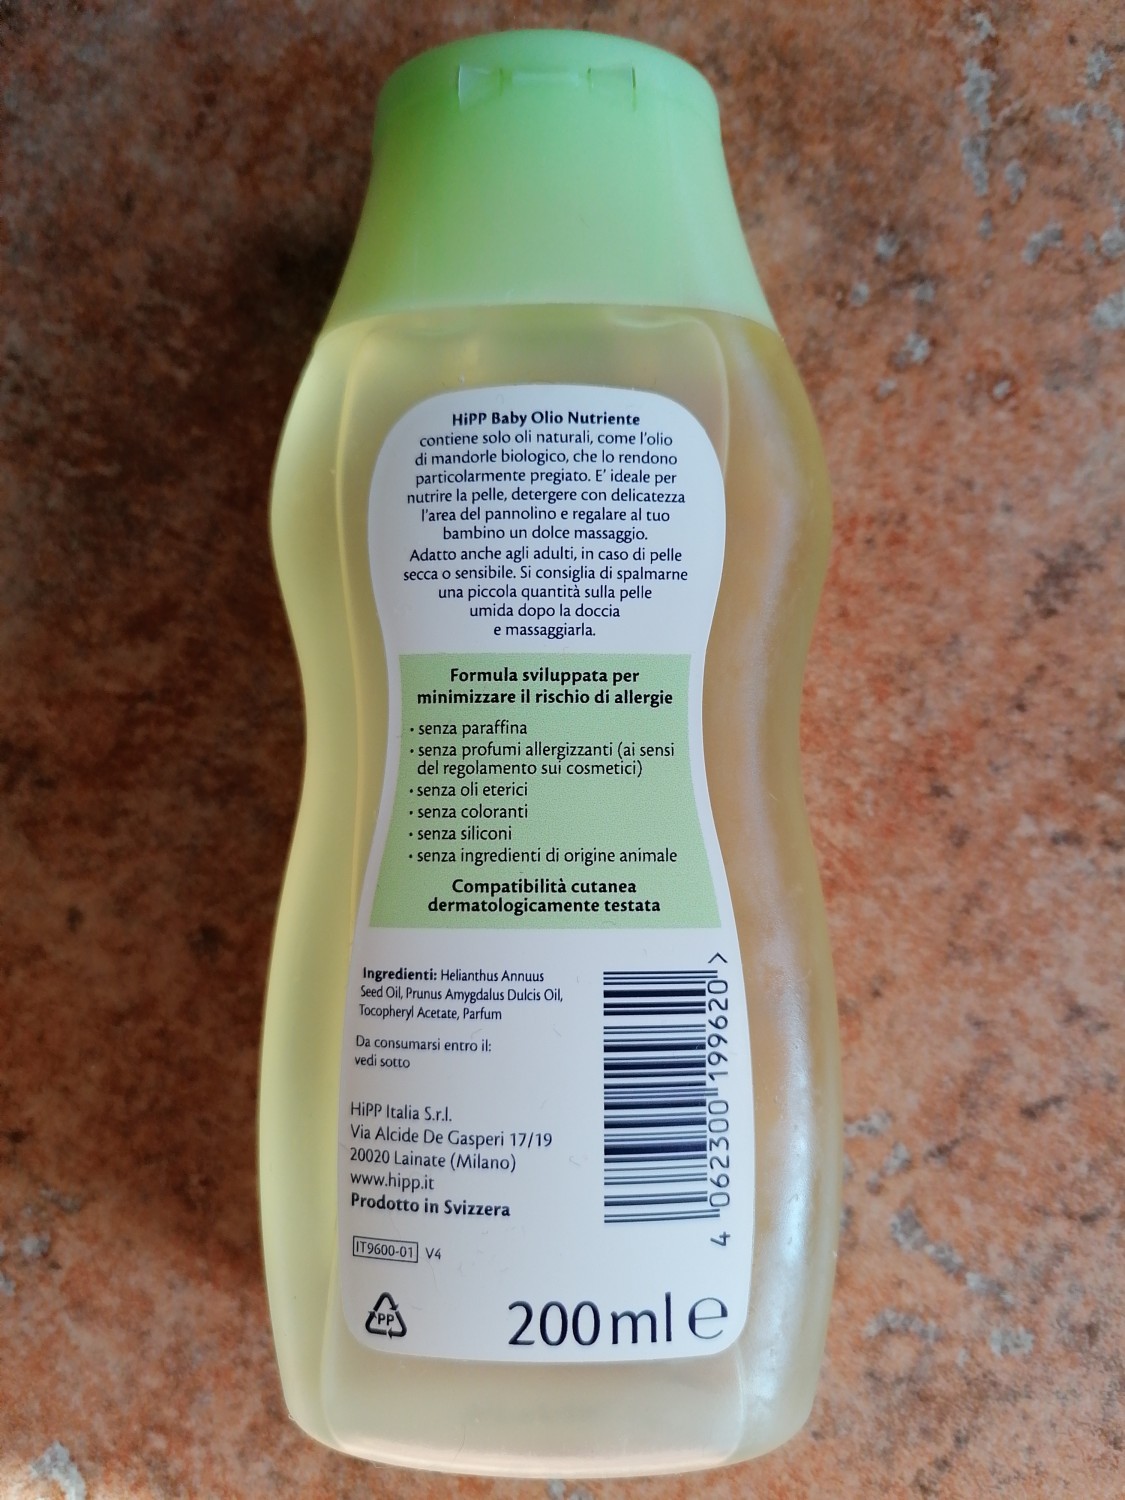 HiPP Baby Olio Nutriente
contiene solo oli naturali, come l'olio
di mandorle biologico, che lo rendono
particolarmente pregiato. E' ideale per
nutrire la pelle, detergere con delicatezza
l'area del pannolino e regalare al tuo
bambino un dolce massaggio.
Adatto anche agli adulti, in caso di pelle
secca o sensibile. Si consiglia di spalmarne
una piccola quantità sulla pelle
umida dopo la doccia
e massaggiarla.
Formula sviluppata per
minimizzare il rischio di allergie
• senza paraffina
• senza profumi allergizzanti (ai sensi
del regolamento sui cosmetici)
• senza oli eterici
• senza coloranti
• senza siliconi
• senza ingredienti di origine animale
Compatibilità cutanea
dermatologicamente testata
Ingredienti: Helianthus Annuus
Seed Oil, Prunus Amygdalus Dulcis Oil,
Tocopheryl Acetate, Parfum
Da consumarsi entro il:
vedi sotto
HiPP Italia S.r.l.
Via Alcide De Gasperi 17/19
20020 Lainate (Milano)
www.hipp.it
Prodotto in Svizzera
IT9600-01 V4
4 062300 199620 >
PP
200 ml ℮